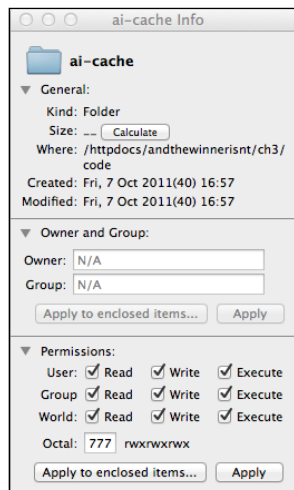 ai-cache Info
ai-cache
General:
Kind: Folder
Size: -- Calculate
Where: /httpdocs/andthewinnerisnt/ch3/
code
Created: Fri, 7 Oct 2011(40) 16:57
Modified: Fri, 7 Oct 2011(40) 16:57
Owner and Group:
Owner: N/A
Group: N/A
Apply to enclosed items... Apply
Permissions:
User: Read Write Execute
Group Read Write Execute
World: Read Write Execute
Octal: 777 rwxrwxrwx
Apply to enclosed items... Apply